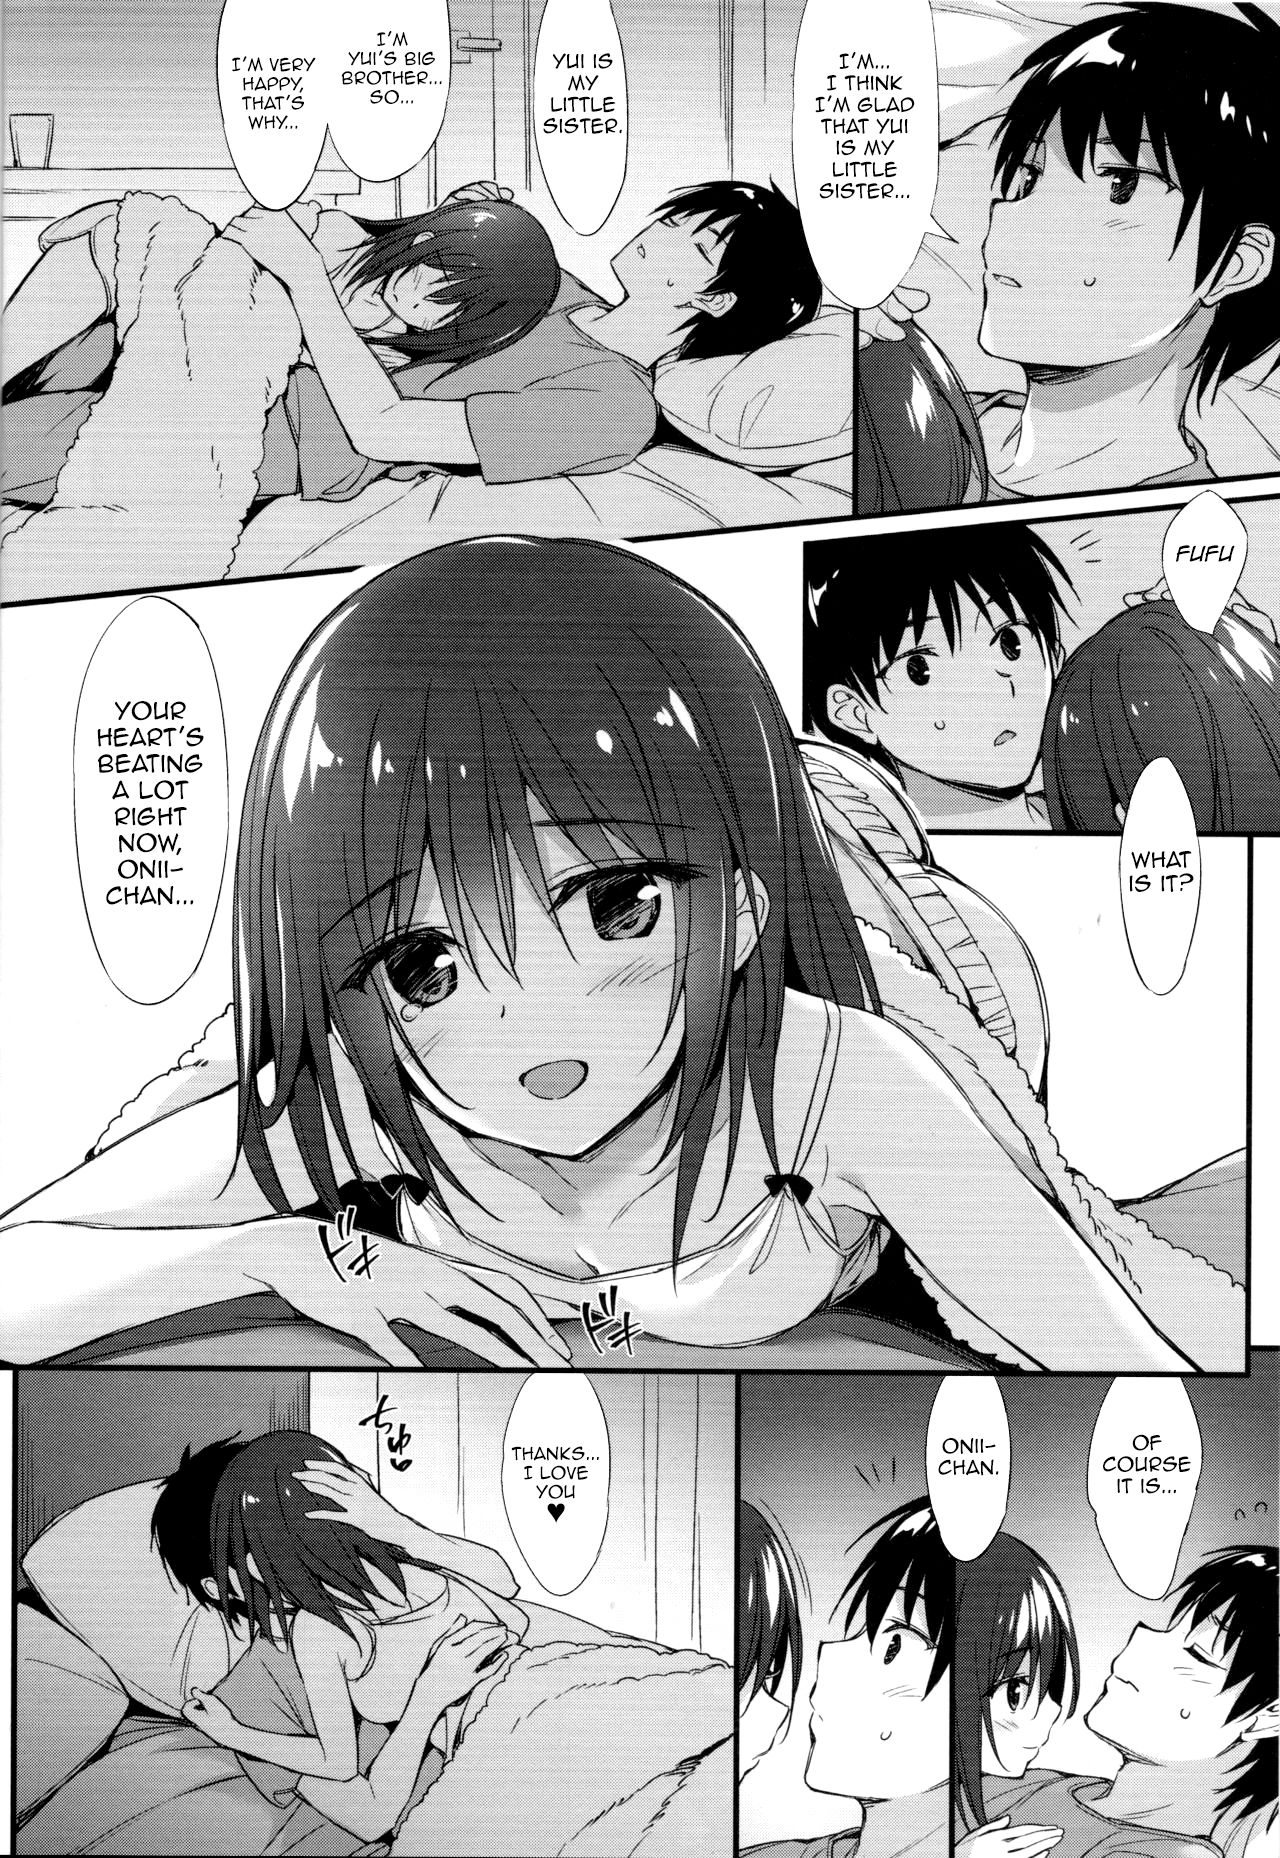 I'M...
I THINK
I'M GLAD
THAT YUI
IS MY
LITTLE
SISTER...
YUI IS
MY
LITTLE
SISTER.
I'M
YUI'S BIG
BROTHER...
SO...
I'M VERY
HAPPY,
THAT'S
WHY...
FUFU
WHAT
IS IT?
YOUR
HEART'S
BEATING
A LOT
RIGHT
NOW,
ONII-
CHAN...
ドキ
ドキ
OF
COURSE
IT IS...
ONII-
CHAN.
THANKS...
I LOVE
YOU
♥
ちゅ♥